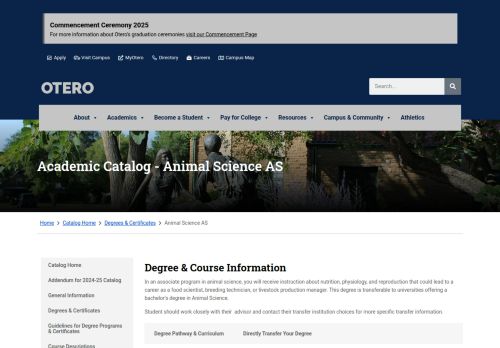 Commencement Ceremony 2025
For more information about Otero's graduation ceremonies visit our Commencement Page
Apply
Visit Campus
MyOtero
Directory
Careers
Campus Map
OTERO
Search...
About
Academics
Become a Student
Pay for College
Resources
Campus & Community
Athletics
Academic Catalog - Animal Science AS
Home > Catalog Home > Degrees & Certificates > Animal Science AS
Catalog Home
Addendum for 2024-25 Catalog
General Information
Degrees & Certificates
Guidelines for Degree Programs
& Certificates
Course Descriptions
Degree & Course Information
In an associate program in animal science, you will receive instruction about nutrition, physiology, and reproduction that could lead to a
career as a food scientist, breeding technician, or livestock production manager. This degree is transferable to universities offering a
bachelor's degree in Animal Science.
Student should work closely with their advisor and contact their transfer institution choices for more specific transfer information.
Degree Pathway & Curriculum
Directly Transfer Your Degree